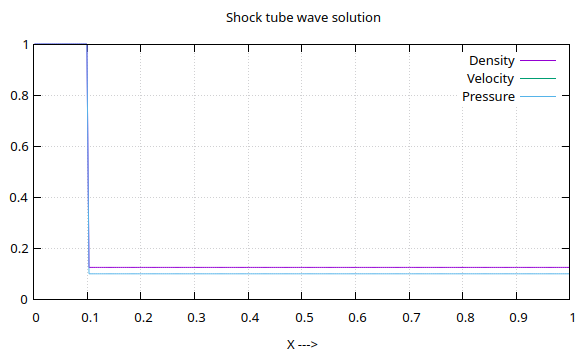 Shock tube wave solution
Density
Velocity
Pressure
1
0.8
0.6
0.4
0.2
0
0 0.1 0.2 0.3 0.4 0.5 0.6 0.7 0.8 0.9 1
X --->